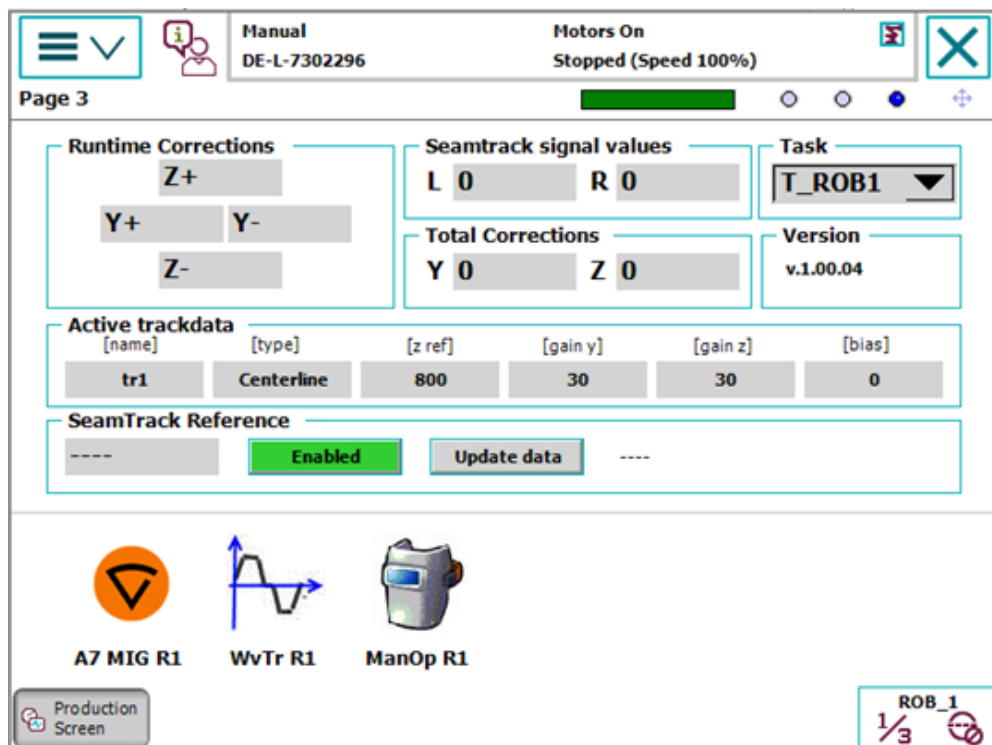 Manual
Motors On
DE-L-7302296
Stopped (Speed 100%)
Page 3
Runtime Corrections
Z+
Y+ Y-
Z-
Seamtrack signal values
L 0 R 0
Task
T_ROB1
Total Corrections
Y 0 Z 0
Version
v.1.00.04
Active trackdata
[name] [type] [z ref] [gain y] [gain z] [bias]
tr1 Centerline 800 30 30 0
SeamTrack Reference
---- Enabled Update data ----
A7 MIG R1 WvTr R1 ManOp R1
Production
Screen
ROB_1
1/3